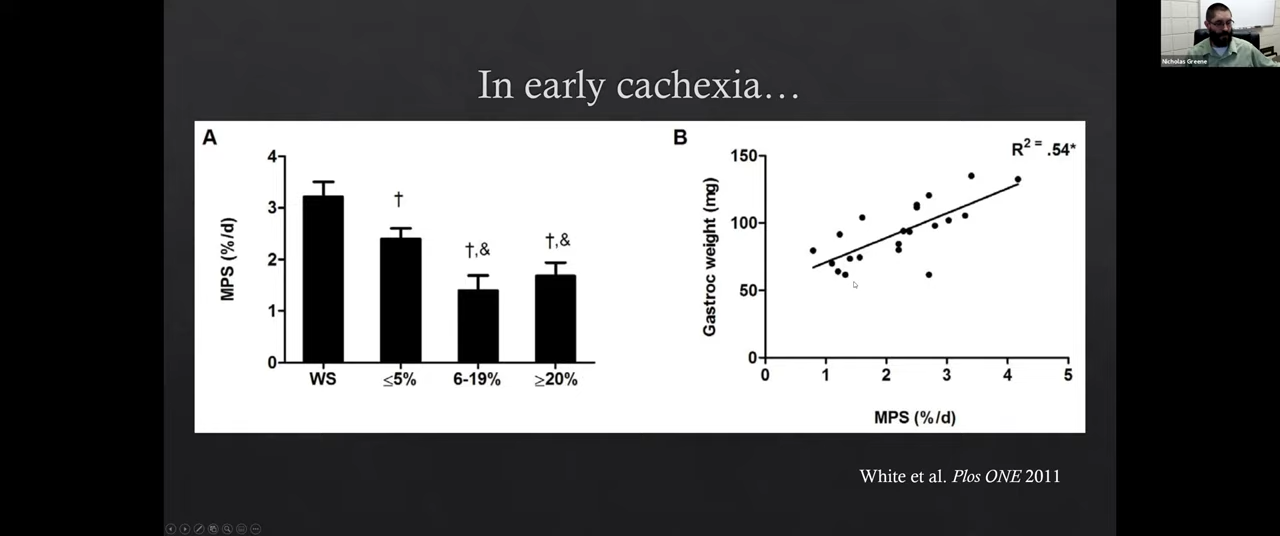 Nicholas Greene
In early cachexia…
A
MPS (%/d)
4
3
2
1
0
†
†,&
†,&
WS
≤5%
6-19%
≥20%
B
R² = .54*
Gastroc weight (mg)
150
100
50
0
0
1
2
3
4
5
MPS (%/d)
White et al. Plos ONE 2011